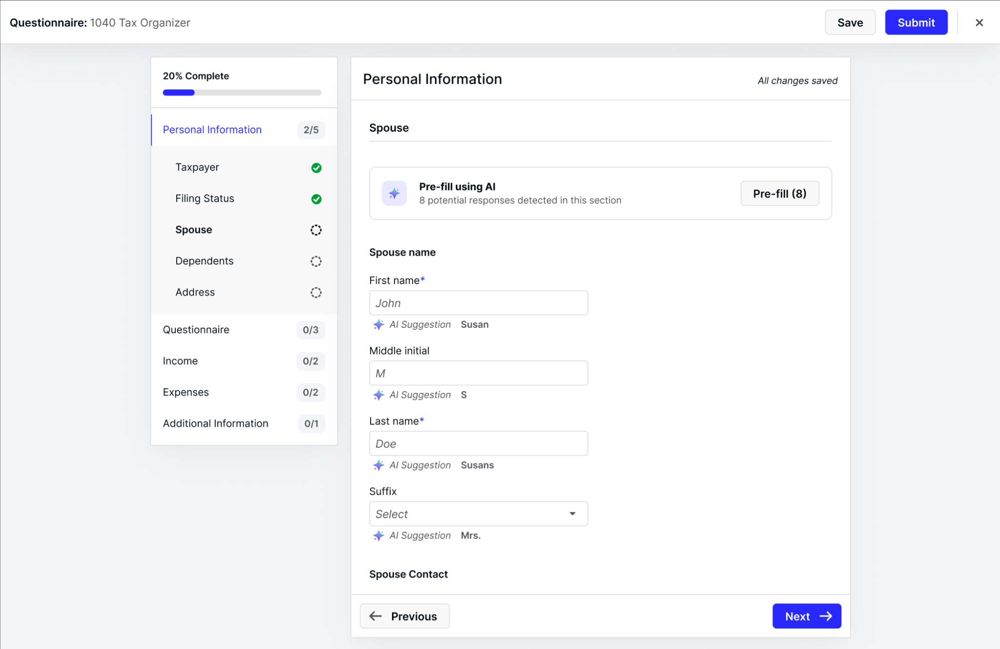 Questionnaire: 1040 Tax Organizer
Save
Submit
20% Complete
Personal Information 2/5
Taxpayer
Filing Status
Spouse
Dependents
Address
Questionnaire 0/3
Income 0/2
Expenses 0/2
Additional Information 0/1
Personal Information
All changes saved
Spouse
Pre-fill using AI
8 potential responses detected in this section
Pre-fill (8)
Spouse name
First name*
John
AI Suggestion Susan
Middle initial
M
AI Suggestion S
Last name*
Doe
AI Suggestion Susans
Suffix
Select
AI Suggestion Mrs.
Spouse Contact
Previous
Next